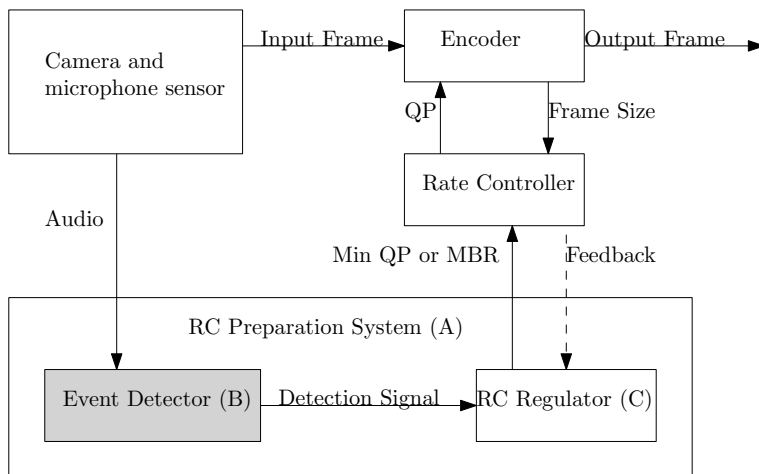 Camera and
microphone sensor
Input Frame
Encoder
Output Frame
QP
Frame Size
Rate Controller
Audio
Min QP or MBR
Feedback
RC Preparation System (A)
Event Detector (B)
Detection Signal
RC Regulator (C)